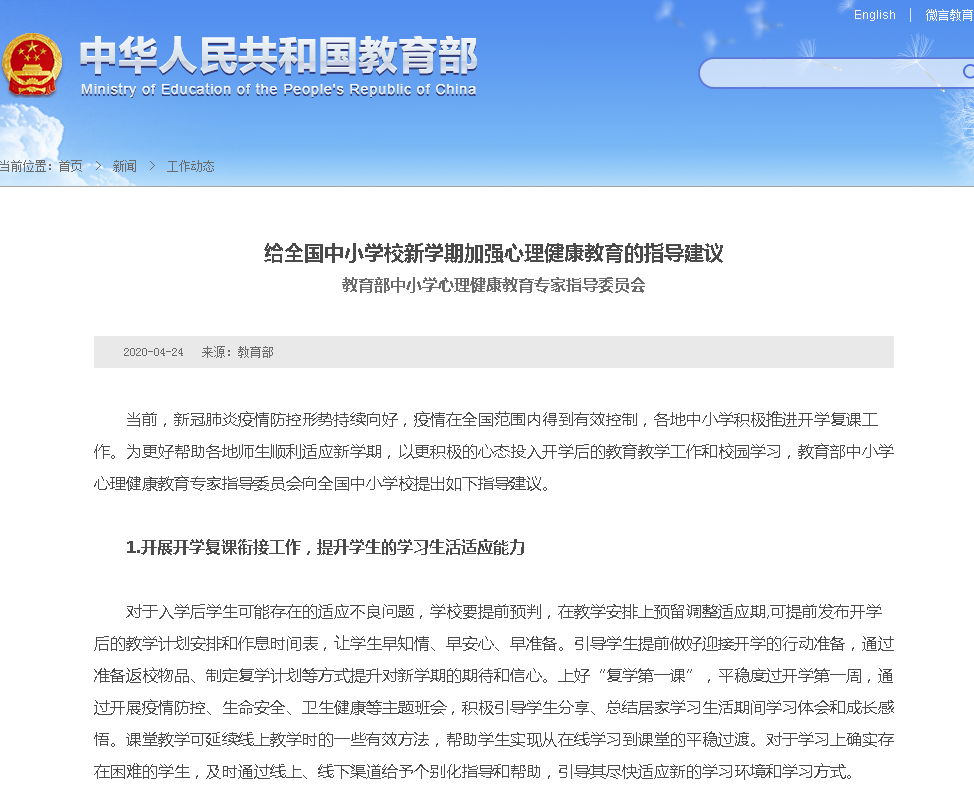 English | 微言教育
中华人民共和国教育部
Ministry of Education of the People's Republic of China
当前位置：首页 > 新闻 > 工作动态
给全国中小学校新学期加强心理健康教育的指导建议
教育部中小学心理健康教育专家指导委员会
2020-04-24 来源：教育部
当前，新冠肺炎疫情防控形势持续向好，疫情在全国范围内得到有效控制，各地中小学积极推进开学复课工
作。为更好帮助各地师生顺利适应新学期，以更积极的心态投入开学后的教育教学工作和校园学习，教育部中小学
心理健康教育专家指导委员会向全国中小学校提出如下指导建议。
1.开展开学复课衔接工作，提升学生的学习生活适应能力
对于入学后学生可能存在的适应不良问题，学校要提前预判，在教学安排上预留调整适应期,可提前发布开学
后的教学计划安排和作息时间表，让学生早知情、早安心、早准备。引导学生提前做好迎接开学的行动准备，通过
准备返校物品、制定复学计划等方式提升对新学期的期待和信心。上好“复学第一课”，平稳度过开学第一周，通
过开展疫情防控、生命安全、卫生健康等主题班会，积极引导学生分享、总结居家学习生活期间学习体会和成长感
悟。课堂教学可延续线上教学时的一些有效方法，帮助学生实现从在线学习到课堂的平稳过渡。对于学习上确实存
在困难的学生，及时通过线上、线下渠道给予个别化指导和帮助，引导其尽快适应新的学习环境和学习方式。